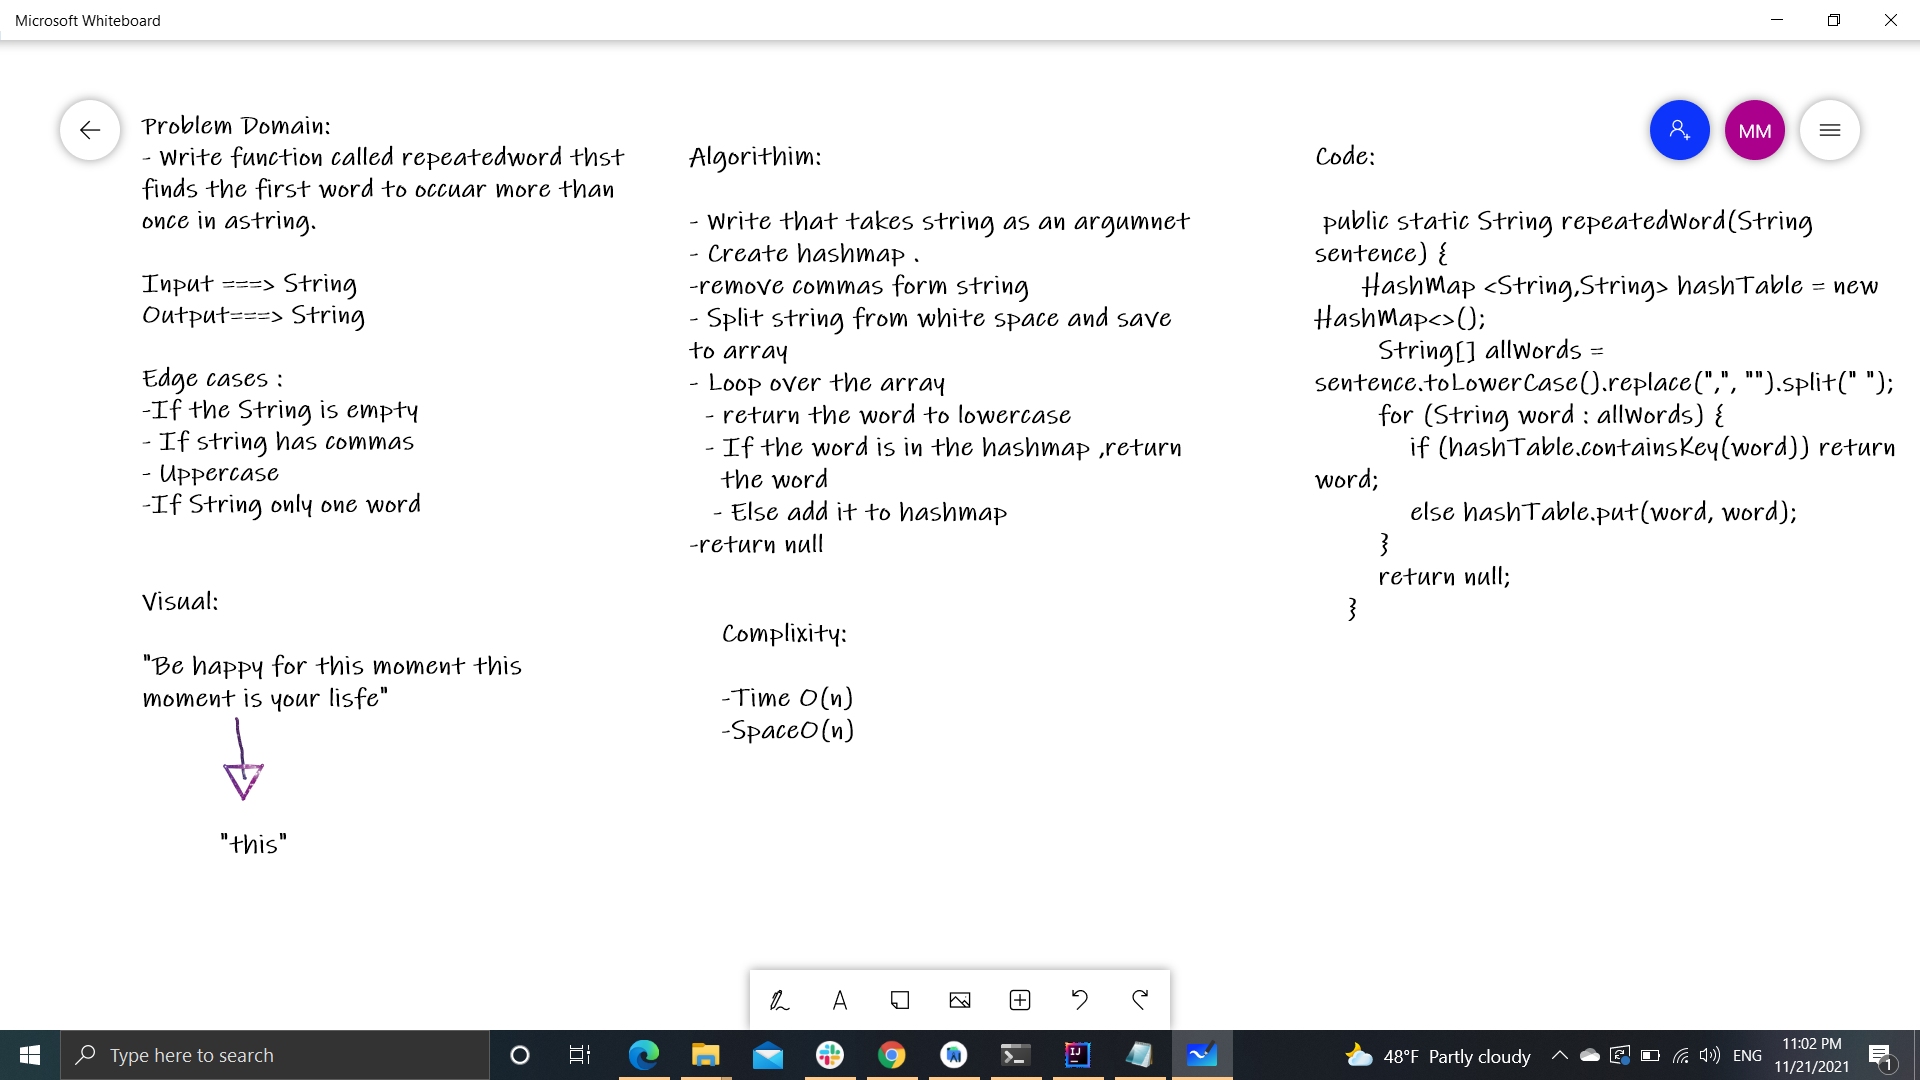 Microsoft Whiteboard
MM
Problem Domain:
- Write function called repeatedword thst
finds the first word to occuar more than
once in astring.
Input ===> String
Output===> String
Edge cases :
-If the String is empty
- If string has commas
- Uppercase
-If String only one word
Visual:
"Be happy for this moment this
moment is your lisfe"
"this"
Algorithim:
- Write that takes string as an argumnet
- Create hashmap .
-remove commas form string
- Split string from white space and save
to array
- Loop over the array
- return the word to lowercase
- If the word is in the hashmap ,return
the word
- Else add it to hashmap
-return null
Complixity:
-Time O(n)
-SpaceO(n)
Code:
public static String repeatedWord(String
sentence) {
HashMap <String,String> hashTable = new
HashMap<>();
String[] allWords =
sentence.toLowerCase().replace(",", "").split(" ");
for (String word : allWords) {
if (hashTable.containsKey(word)) return
word;
else hashTable.put(word, word);
}
return null;
}
Type here to search
IJ
48°F Partly cloudy
ENG
11:02 PM
11/21/2021
1